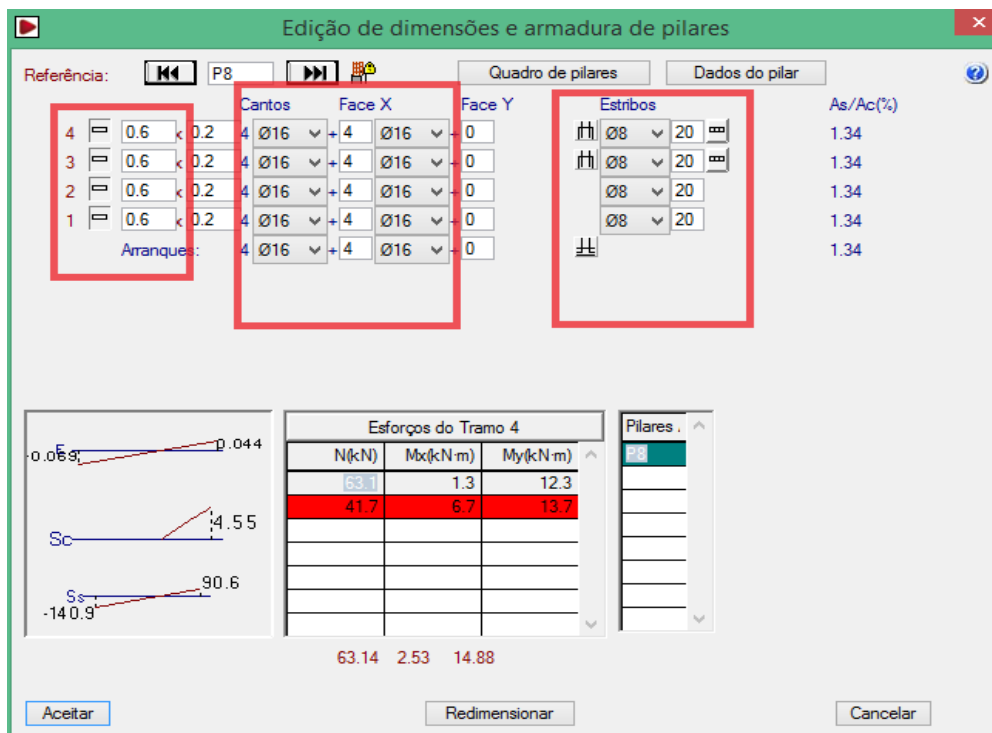 Edição de dimensões e armadura de pilares
Referência: P8 Quadro de pilares Dados do pilar
Cantos Face X Face Y Estribos As/Ac(%)
4 0.6 x 0.2 4 Ø16 + 4 Ø16 + 0 Ø8 20 1.34
3 0.6 x 0.2 4 Ø16 + 4 Ø16 + 0 Ø8 20 1.34
2 0.6 x 0.2 4 Ø16 + 4 Ø16 + 0 Ø8 20 1.34
1 0.6 x 0.2 4 Ø16 + 4 Ø16 + 0 Ø8 20 1.34
Arranques: 4 Ø16 + 4 Ø16 + 0 1.34
-0.069 0.044
Sc 4.55
Ss 90.6
-140.9
Esforços do Tramo 4
N(kN) Mx(kN·m) My(kN·m)
63.1 1.3 12.3
41.7 6.7 13.7
63.14 2.53 14.88
Pilares .
P8
Aceitar Redimensionar Cancelar